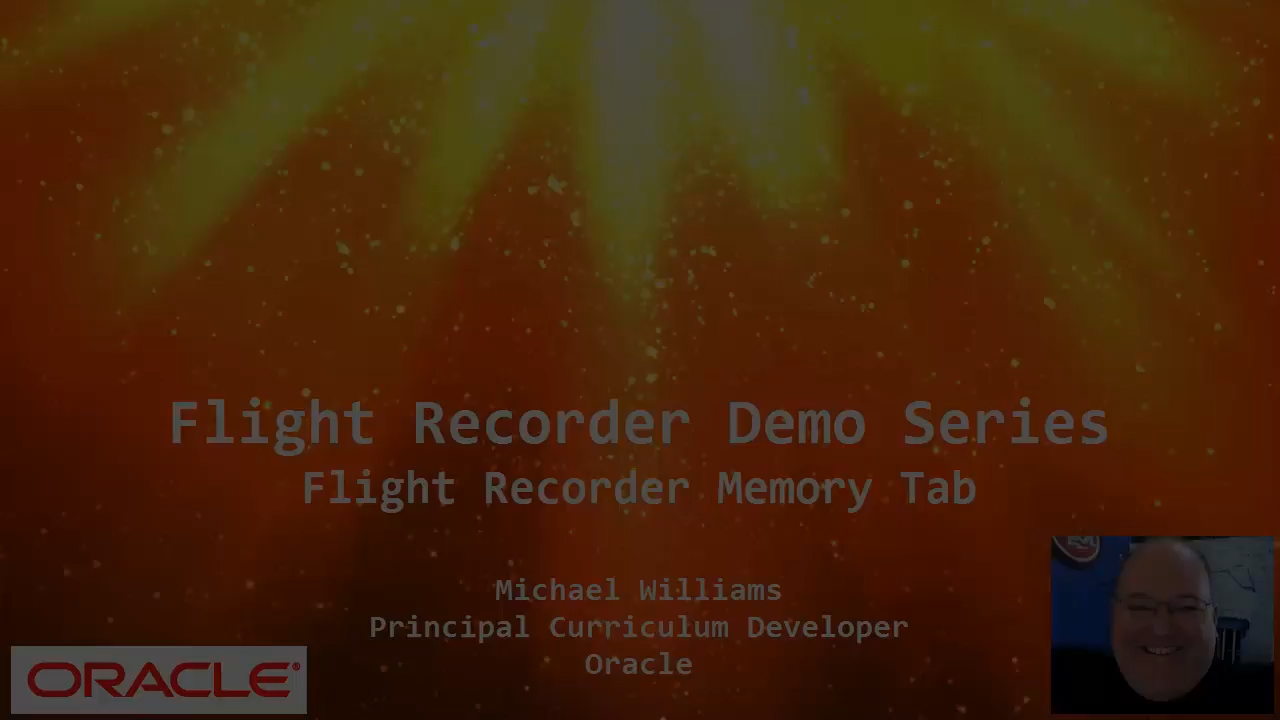 Flight Recorder Demo Series
Flight Recorder Memory Tab
Michael Williams
Principal Curriculum Developer
Oracle
ORACLE®